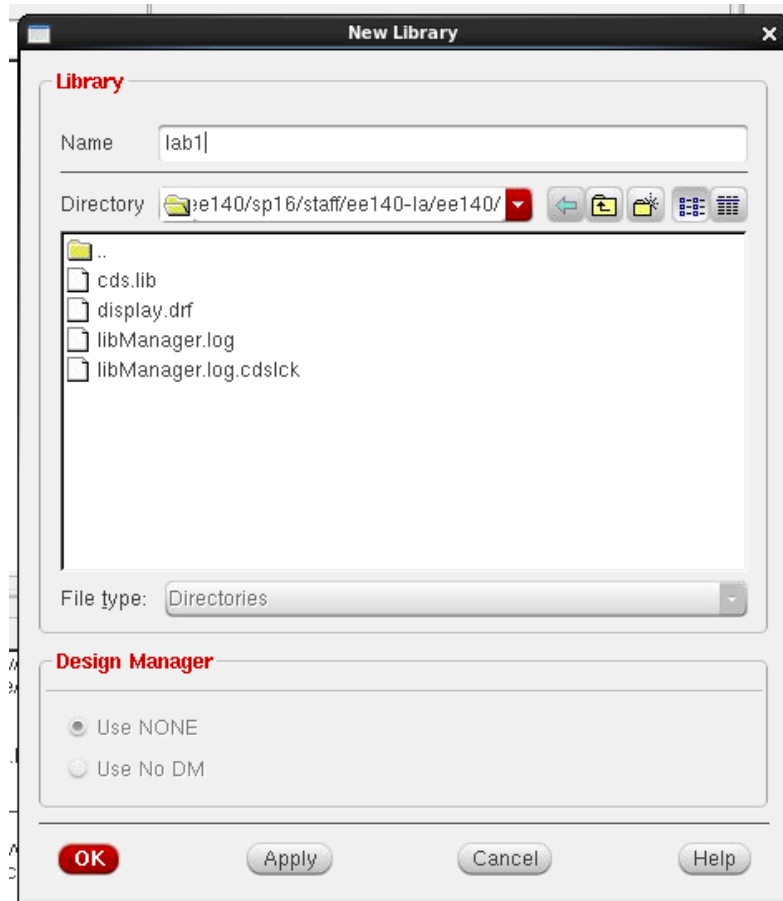 New Library
Library
Name lab1
Directory ee140/sp16/staff/ee140-la/ee140/
..
cds.lib
display.drf
libManager.log
libManager.log.cdslck
File type: Directories
Design Manager
Use NONE
Use No DM
OK Apply Cancel Help